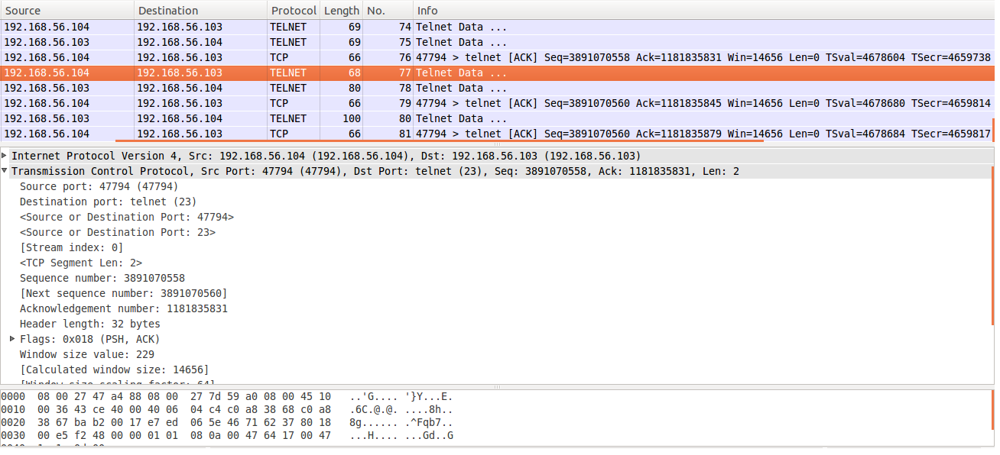 Source Destination Protocol Length No. Info
192.168.56.104 192.168.56.103 TELNET 69 74 Telnet Data ...
192.168.56.103 192.168.56.104 TELNET 69 75 Telnet Data ...
192.168.56.104 192.168.56.103 TCP 66 76 47794 > telnet [ACK] Seq=3891070558 Ack=1181835831 Win=14656 Len=0 TSval=4678604 TSecr=4659738
192.168.56.104 192.168.56.103 TELNET 68 77 Telnet Data ...
192.168.56.103 192.168.56.104 TELNET 80 78 Telnet Data ...
192.168.56.104 192.168.56.103 TCP 66 79 47794 > telnet [ACK] Seq=3891070560 Ack=1181835845 Win=14656 Len=0 TSval=4678680 TSecr=4659814
192.168.56.103 192.168.56.104 TELNET 100 80 Telnet Data ...
192.168.56.104 192.168.56.103 TCP 66 81 47794 > telnet [ACK] Seq=3891070560 Ack=1181835879 Win=14656 Len=0 TSval=4678684 TSecr=4659817
Internet Protocol Version 4, Src: 192.168.56.104 (192.168.56.104), Dst: 192.168.56.103 (192.168.56.103)
Transmission Control Protocol, Src Port: 47794 (47794), Dst Port: telnet (23), Seq: 3891070558, Ack: 1181835831, Len: 2
Source port: 47794 (47794)
Destination port: telnet (23)
<Source or Destination Port: 47794>
<Source or Destination Port: 23>
[Stream index: 0]
<TCP Segment Len: 2>
Sequence number: 3891070558
[Next sequence number: 3891070560]
Acknowledgement number: 1181835831
Header length: 32 bytes
Flags: 0x018 (PSH, ACK)
Window size value: 229
[Calculated window size: 14656]
[Window size scaling factor: 64]
0000 08 00 27 47 a4 88 08 00 27 7d 59 a0 08 00 45 10 ..'G.... '}Y...E.
0010 00 36 43 ce 40 00 40 06 04 c4 c0 a8 38 68 c0 a8 .6C.@.@. ....8h..
0020 38 67 ba b2 00 17 e7 ed 06 5e 46 71 62 37 80 18 8g...... .^Fqb7..
0030 00 e5 f2 48 00 00 01 01 08 0a 00 47 64 17 00 47 ...H.... ...Gd..G